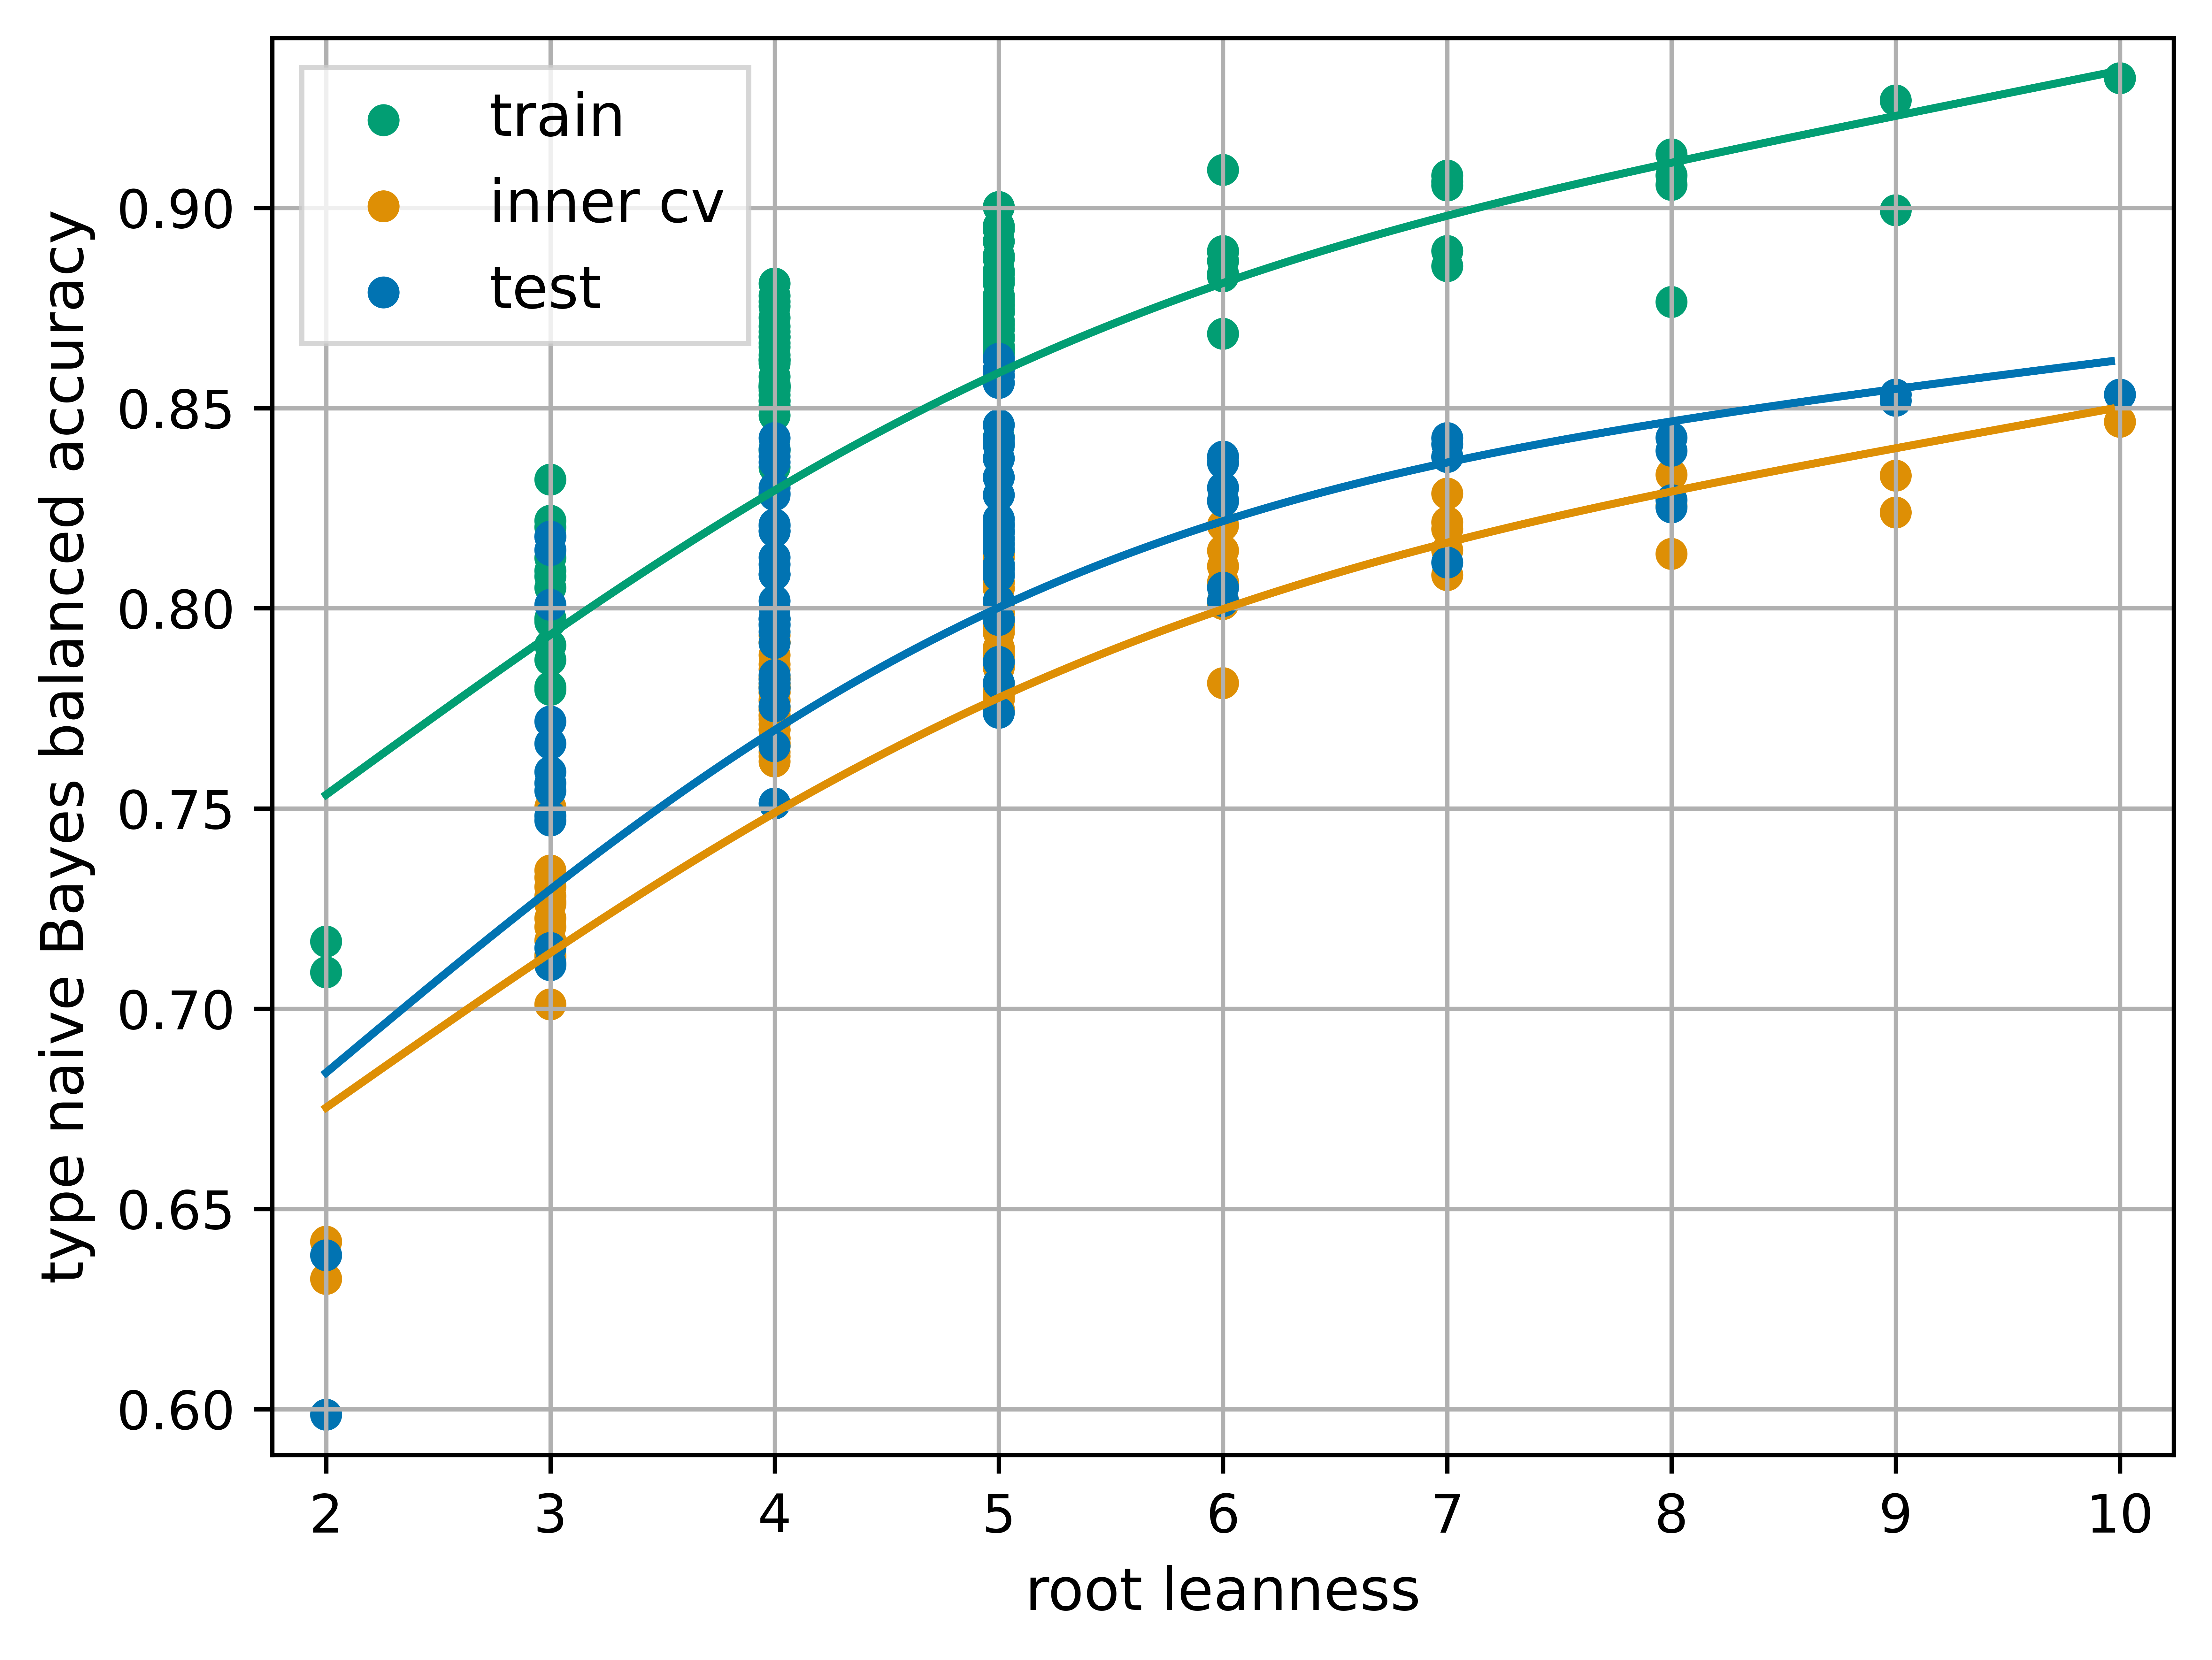 train
inner cv
test
type naive Bayes balanced accuracy
0.90
0.85
0.80
0.75
0.70
0.65
0.60
2 3 4 5 6 7 8 9 10
root leanness